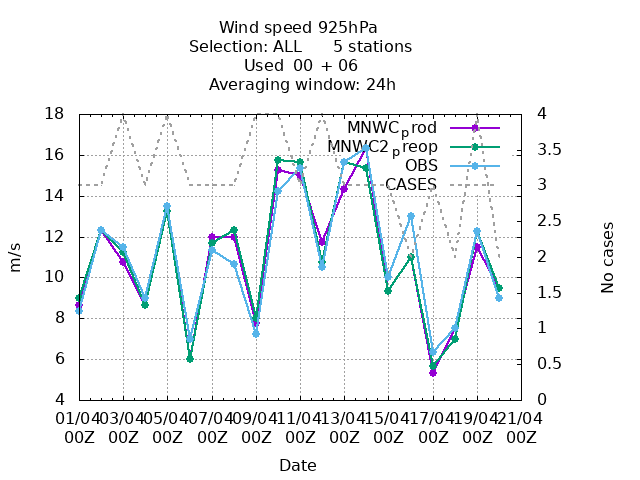 Wind speed 925hPa
Selection: ALL 5 stations
Used 00 + 06
Averaging window: 24h
MNWC_prod
MNWC2_preop
OBS
CASES
18
16
14
12
10
8
6
4
m/s
4
3.5
3
2.5
2
1.5
1
0.5
0
No cases
01/04 03/04 05/04 07/04 09/04 11/04 13/04 15/04 17/04 19/04 21/04
00Z 00Z 00Z 00Z 00Z 00Z 00Z 00Z 00Z 00Z 00Z
Date